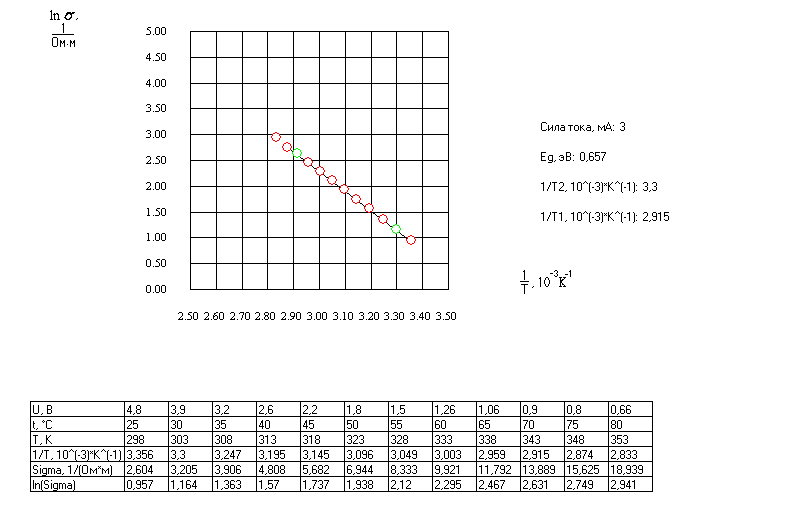 ln σ,
1
Ом·м
5.00
4.50
4.00
3.50
3.00
2.50
2.00
1.50
1.00
0.50
0.00
2.50 2.60 2.70 2.80 2.90 3.00 3.10 3.20 3.30 3.40 3.50
Сила тока, мА: 3
Eg, эВ: 0,657
1/T2, 10^(-3)*K^(-1): 3,3
1/T1, 10^(-3)*K^(-1): 2,915
1/T, 10^-3 K^-1
U, В 4,8 3,9 3,2 2,6 2,2 1,8 1,5 1,26 1,06 0,9 0,8 0,66
t, °C 25 30 35 40 45 50 55 60 65 70 75 80
T, К 298 303 308 313 318 323 328 333 338 343 348 353
1/T, 10^(-3)*K^(-1) 3,356 3,3 3,247 3,195 3,145 3,096 3,049 3,003 2,959 2,915 2,874 2,833
Sigma, 1/(Ом*м) 2,604 3,205 3,906 4,808 5,682 6,944 8,333 9,921 11,792 13,889 15,625 18,939
ln(Sigma) 0,957 1,164 1,363 1,57 1,737 1,938 2,12 2,295 2,467 2,631 2,749 2,941